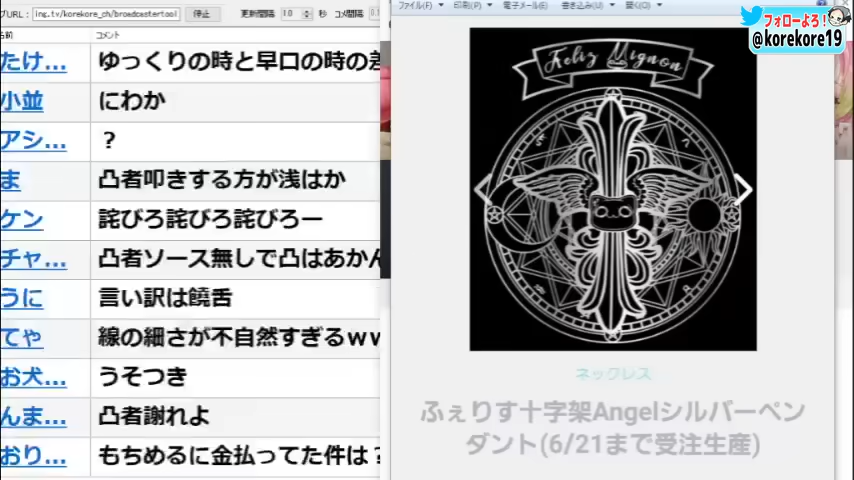 URL : ing.tv/korekore_ch/broadcastertool 停止 更新間隔 1.0 秒 コメ間隔 0.1
名前 コメント
たけ... ゆっくりの時と早口の時の差
小並 にわか
アシ... ？
ま 凸者叩きする方が浅はか
ケン 詫びろ詫びろ詫びろー
チャ... 凸者ソース無しで凸はあかん
うに 言い訳は饒舌
てゃ 線の細さが不自然すぎるｗｗ
お犬... うそつき
んま... 凸者謝れよ
おり... もちめるに金払ってた件は？
ファイル(F) 印刷(P) 電子メール(E) 書き込み(U) 開く(O)
フォローよろ!
@korekore19
Feliz Mignon
ネックレス
ふぇりす十字架Angelシルバーペン
ダント(6/21まで受注生産)